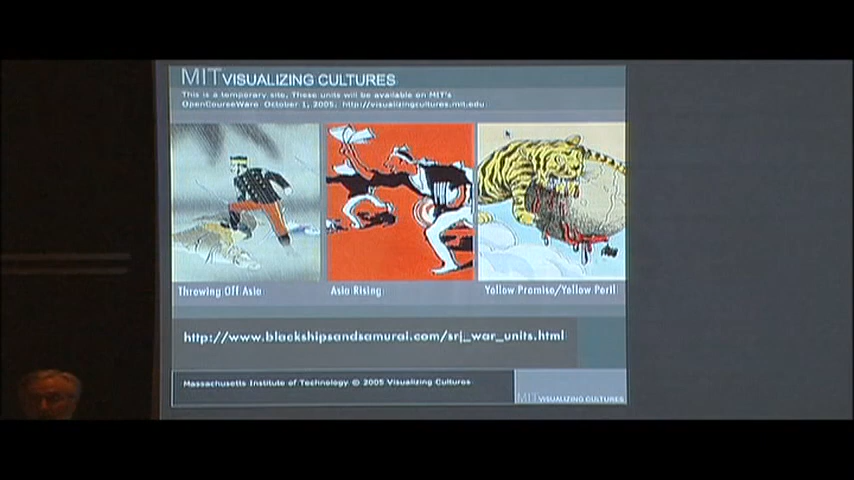 MIT VISUALIZING CULTURES
This is a temporary site. These units will be available on MIT's
OpenCourseWare October 1, 2005. http://visualizingcultures.mit.edu
Throwing Off Asia
Asia Rising
Yellow Promise/Yellow Peril
http://www.blackshipsandsamurai.com/srj_war_units.html
Massachusetts Institute of Technology © 2005 Visualizing Cultures
MIT VISUALIZING CULTURES